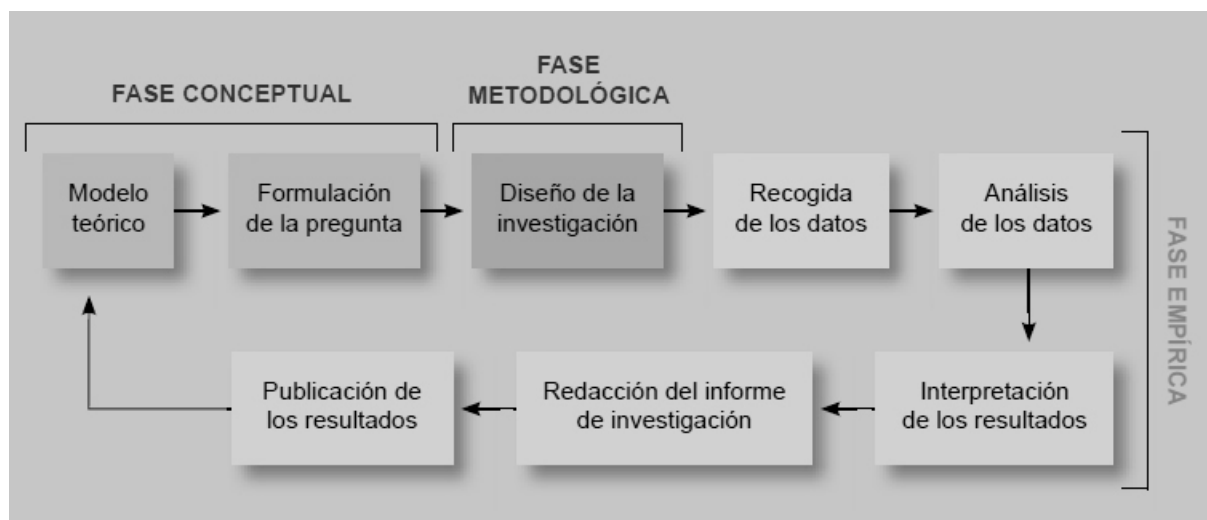 FASE CONCEPTUAL
FASE
METODOLÓGICA
Modelo
teórico
Formulación
de la pregunta
Diseño de la
investigación
Recogida
de los datos
Análisis
de los datos
FASE EMPÍRICA
Publicación de
los resultados
Redacción del informe
de investigación
Interpretación
de los resultados